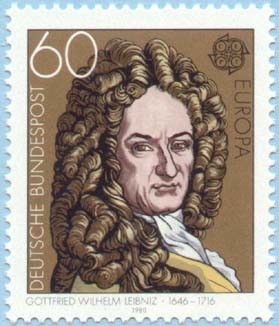 60
DEUTSCHE BUNDESPOST
EUROPA
GOTTFRIED WILHELM LEIBNIZ · 1646–1716
1980